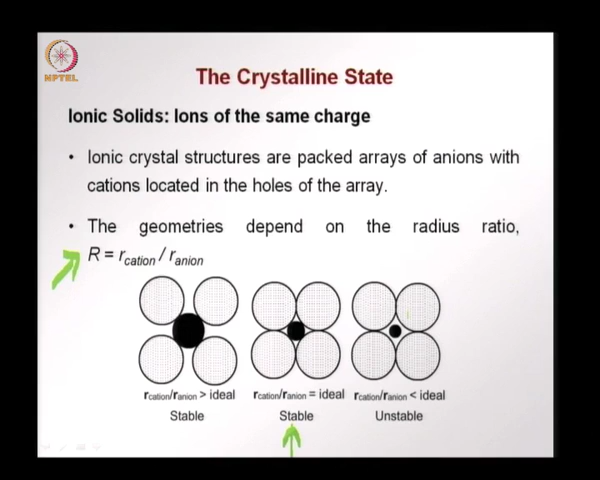 NPTEL
The Crystalline State
Ionic Solids: Ions of the same charge
• Ionic crystal structures are packed arrays of anions with
cations located in the holes of the array.
• The geometries depend on the radius ratio,
R = rcation / ranion
rcation/ranion > ideal rcation/ranion = ideal rcation/ranion < ideal
Stable Stable Unstable